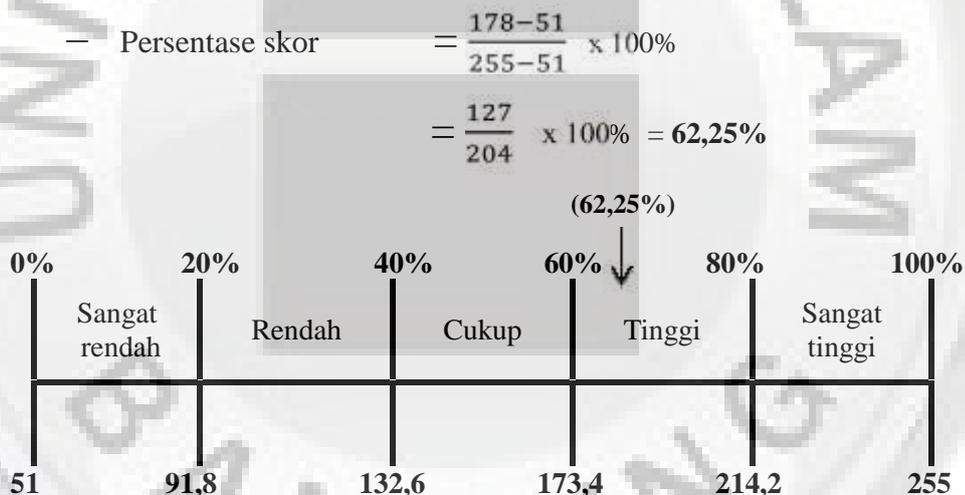 – Persentase skor = 178−51 / 255−51 x 100%
= 127 / 204 x 100% = 62,25%
(62,25%)
0% 20% 40% 60% 80% 100%
Sangat rendah Rendah Cukup Tinggi Sangat tinggi
51 91,8 132,6 173,4 214,2 255